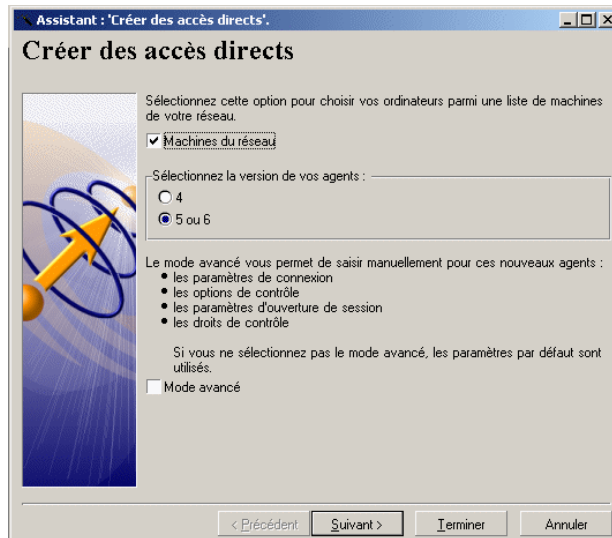 Assistant : 'Créer des accès directs'.
Créer des accès directs
Sélectionnez cette option pour choisir vos ordinateurs parmi une liste de machines
de votre réseau.
Machines du réseau
Sélectionnez la version de vos agents :
4
5 ou 6
Le mode avancé vous permet de saisir manuellement pour ces nouveaux agents :
• les paramètres de connexion
• les options de contrôle
• les paramètres d'ouverture de session
• les droits de contrôle
Si vous ne sélectionnez pas le mode avancé, les paramètres par défaut sont
utilisés.
Mode avancé
< Précédent Suivant > Terminer Annuler